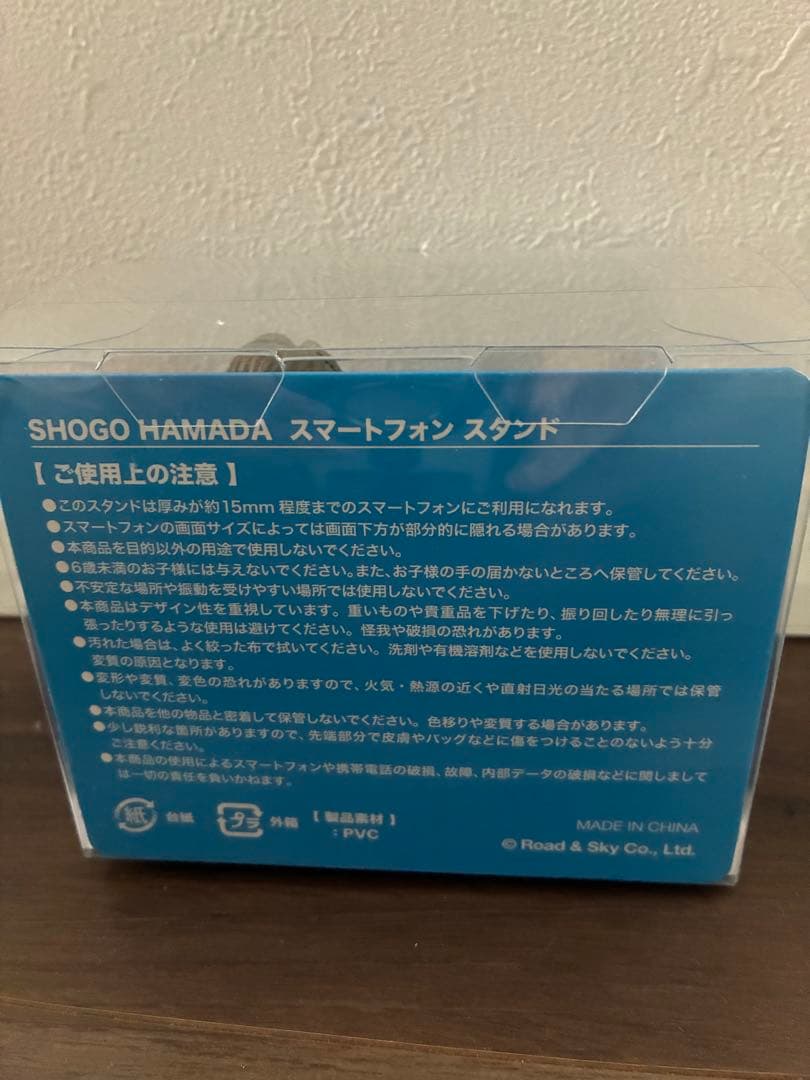 SHOGO HAMADA スマートフォン スタンド
【 ご使用上の注意 】
●このスタンドは厚みが約15mm 程度までのスマートフォンにご利用になれます。
●スマートフォンの画面サイズによっては画面下方が部分的に隠れる場合があります。
●本商品を目的以外の用途で使用しないでください。
●6歳未満のお子様には与えないでください。また、お子様の手の届かないところへ保管してください。
●不安定な場所や振動を受けやすい場所では使用しないでください。
●本商品はデザイン性を重視しています。重いものや貴重品を下げたり、振り回したり無理に引っ
張ったりするような使用は避けてください。怪我や破損の恐れがあります。
●汚れた場合は、よく絞った布で拭いてください。洗剤や有機溶剤などを使用しないでください。
変質の原因となります。
●変形や変質、変色の恐れがありますので、火気・熱源の近くや直射日光の当たる場所では保管
しないでください。
●本商品を他の物品と密着して保管しないでください。色移りや変質する場合があります。
●少し鋭利な箇所がありますので、先端部分で皮膚やバッグなどに傷をつけることのないよう十分
ご注意ください。
●本商品の使用によるスマートフォンや携帯電話の破損、故障、内部データの破損などに関しまして
は一切の責任を負いかねます。
紙 台紙 プラ 外箱 【 製品素材 】
: PVC
MADE IN CHINA
© Road & Sky Co., Ltd.